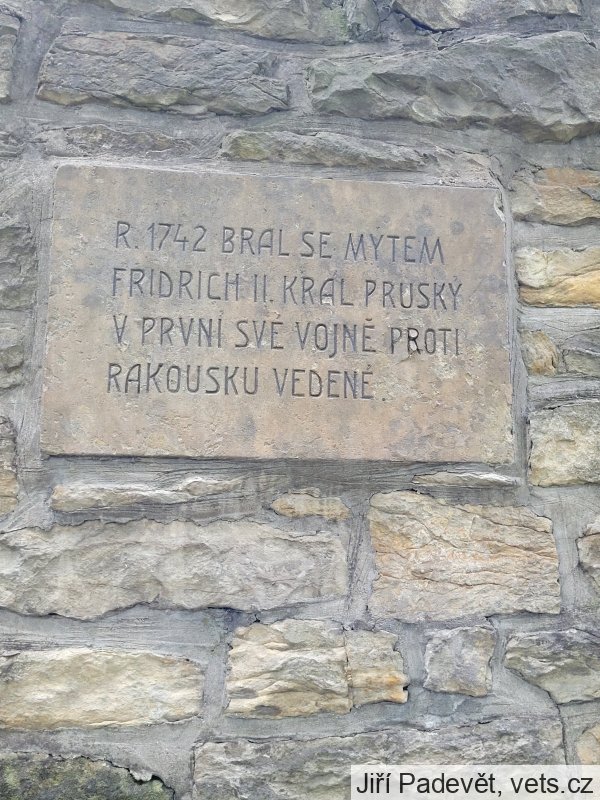 R. 1742 BRAL SE MÝTEM
FRIDRICH II. KRÁL PRUSKÝ
V PRVNÍ SVÉ VOJNĚ PROTI
RAKOUSKU VEDENÉ.
Jiří Padevět, vets.cz